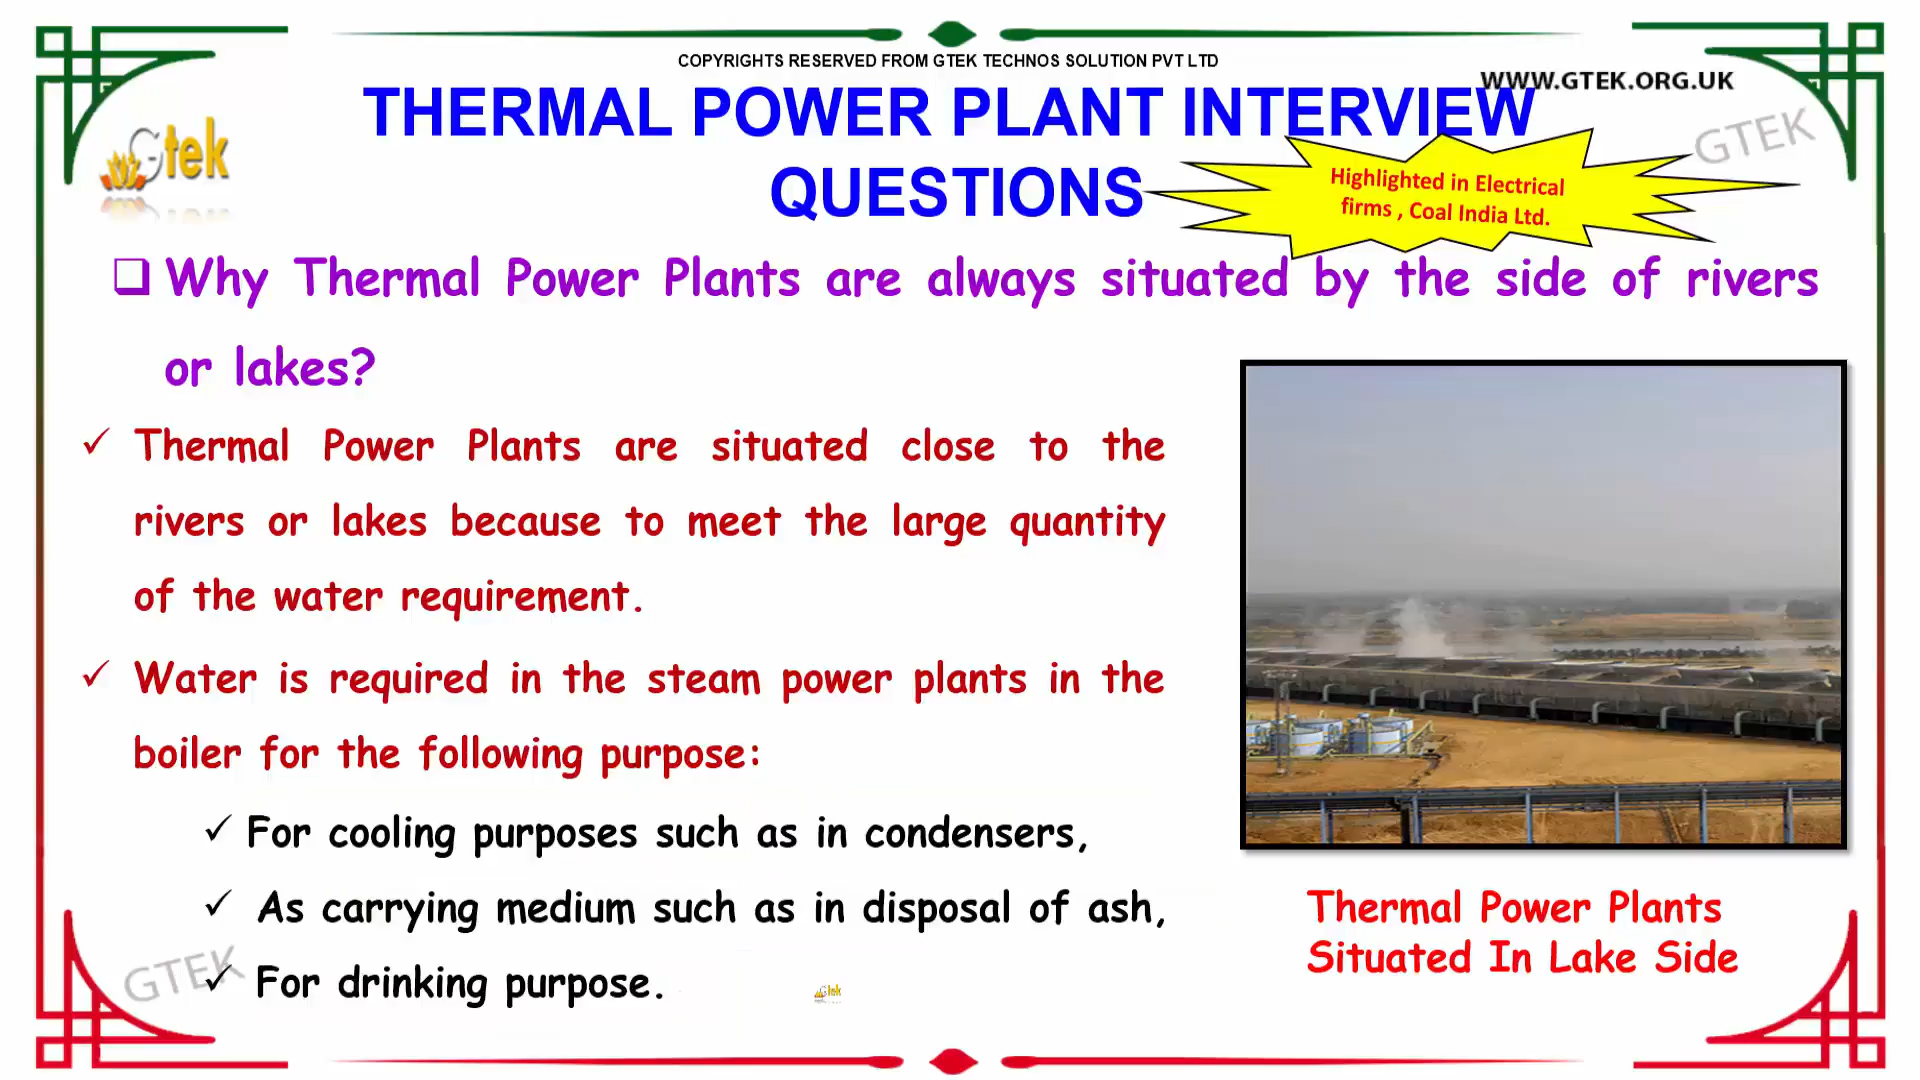 COPYRIGHTS RESERVED FROM GTEK TECHNOS SOLUTION PVT LTD
WWW.GTEK.ORG.UK
THERMAL POWER PLANT INTERVIEW
QUESTIONS
GTEK
Gtek
Highlighted in Electrical
firms , Coal India Ltd.
Why Thermal Power Plants are always situated by the side of rivers
or lakes?
Thermal Power Plants are situated close to the
rivers or lakes because to meet the large quantity
of the water requirement.
Water is required in the steam power plants in the
boiler for the following purpose:
For cooling purposes such as in condensers,
As carrying medium such as in disposal of ash,
For drinking purpose.
Thermal Power Plants
Situated In Lake Side
GTEK
Gtek